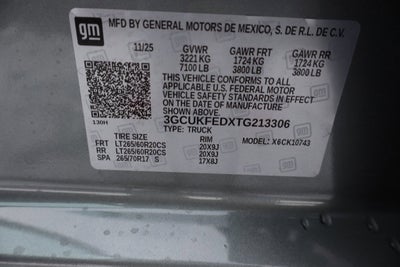 gm
MFD BY GENERAL MOTORS DE MEXICO, S. DE R.L. DE C.V.
11/25 GVWR GAWR FRT GAWR RR
3221 KG 1724 KG 1724 KG
7100 LB 3800 LB 3800 LB
THIS VEHICLE CONFORMS TO ALL
APPLICABLE U.S. FEDERAL MOTOR
VEHICLE SAFETY STANDARDS IN EFFECT
ON THE DATE OF MANUFACTURE
SHOWN ABOVE.
130H
3GCUKFEDXTG213306
TYPE: TRUCK
TIRE SIZE RIM MODEL: X6CK10743
FRT LT265/60R20CS 20X9J
RR LT265/60R20CS 20X9J
SPA 265/70R17 S 17X8J